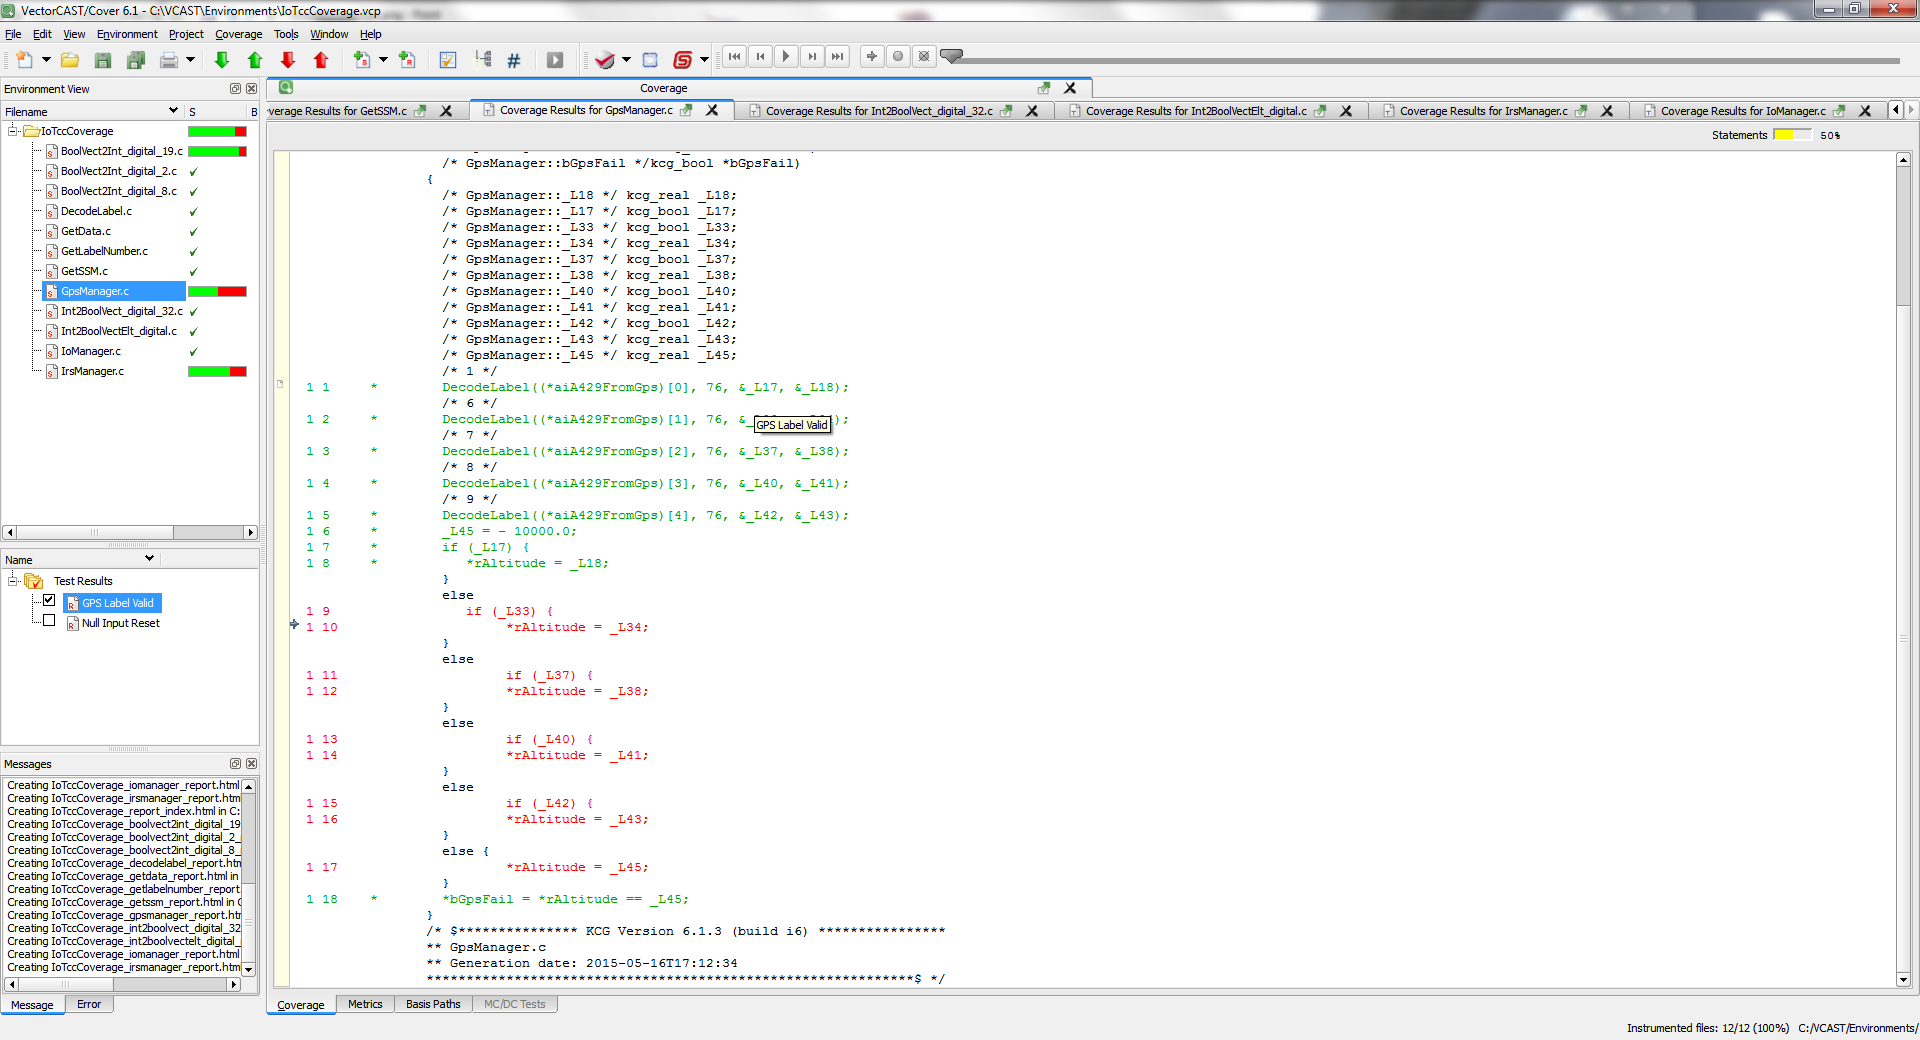 VectorCAST/Cover 6.1 - C:\VCAST\Environments\IoTccCoverage.vcp
File Edit View Environment Project Coverage Tools Window Help
Environment View
Filename S B
IoTccCoverage
BoolVect2Int_digital_19.c
BoolVect2Int_digital_2.c
BoolVect2Int_digital_8.c
DecodeLabel.c
GetData.c
GetLabelNumber.c
GetSSM.c
GpsManager.c
Int2BoolVect_digital_32.c
Int2BoolVectElt_digital.c
IoManager.c
IrsManager.c
Name
Test Results
GPS Label Valid
Null Input Reset
Messages
Creating IoTccCoverage_iomanager_report.html
Creating IoTccCoverage_irsmanager_report.htm
Creating IoTccCoverage_report_index.html in C:
Creating IoTccCoverage_boolvect2int_digital_19
Creating IoTccCoverage_boolvect2int_digital_2_
Creating IoTccCoverage_boolvect2int_digital_8_
Creating IoTccCoverage_decodelabel_report.htm
Creating IoTccCoverage_getdata_report.html in
Creating IoTccCoverage_getlabelnumber_report.
Creating IoTccCoverage_getssm_report.html in C
Creating IoTccCoverage_gpsmanager_report.htm
Creating IoTccCoverage_int2boolvect_digital_32
Creating IoTccCoverage_int2boolvectelt_digital_
Creating IoTccCoverage_iomanager_report.html
Creating IoTccCoverage_irsmanager_report.htm
Message Error
Coverage
overage Results for GetSSM.c Coverage Results for GpsManager.c Coverage Results for Int2BoolVect_digital_32.c Coverage Results for Int2BoolVectElt_digital.c Coverage Results for IrsManager.c Coverage Results for IoManager.c
Statements 50%
/* GpsManager::bGpsFail */kcg_bool *bGpsFail)
{
/* GpsManager::_L18 */ kcg_real _L18;
/* GpsManager::_L17 */ kcg_bool _L17;
/* GpsManager::_L33 */ kcg_bool _L33;
/* GpsManager::_L34 */ kcg_real _L34;
/* GpsManager::_L37 */ kcg_bool _L37;
/* GpsManager::_L38 */ kcg_real _L38;
/* GpsManager::_L40 */ kcg_bool _L40;
/* GpsManager::_L41 */ kcg_real _L41;
/* GpsManager::_L42 */ kcg_bool _L42;
/* GpsManager::_L43 */ kcg_real _L43;
/* GpsManager::_L45 */ kcg_real _L45;
/* 1 */
1 1 * DecodeLabel((*aiA429FromGps)[0], 76, &_L17, &_L18);
/* 6 */
1 2 * DecodeLabel((*aiA429FromGps)[1], 76, &_ );
GPS Label Valid
/* 7 */
1 3 * DecodeLabel((*aiA429FromGps)[2], 76, &_L37, &_L38);
/* 8 */
1 4 * DecodeLabel((*aiA429FromGps)[3], 76, &_L40, &_L41);
/* 9 */
1 5 * DecodeLabel((*aiA429FromGps)[4], 76, &_L42, &_L43);
1 6 * _L45 = - 10000.0;
1 7 * if (_L17) {
1 8 * *rAltitude = _L18;
}
else
1 9 if (_L33) {
1 10 *rAltitude = _L34;
}
else
1 11 if (_L37) {
1 12 *rAltitude = _L38;
}
else
1 13 if (_L40) {
1 14 *rAltitude = _L41;
}
else
1 15 if (_L42) {
1 16 *rAltitude = _L43;
}
else {
1 17 *rAltitude = _L45;
}
1 18 * *bGpsFail = *rAltitude == _L45;
}
/* $*************** KCG Version 6.1.3 (build i6) ****************
** GpsManager.c
** Generation date: 2015-05-16T17:12:34
*************************************************************$ */
Coverage Metrics Basis Paths MC/DC Tests
Instrumented files: 12/12 (100%) C:/VCAST/Environments/